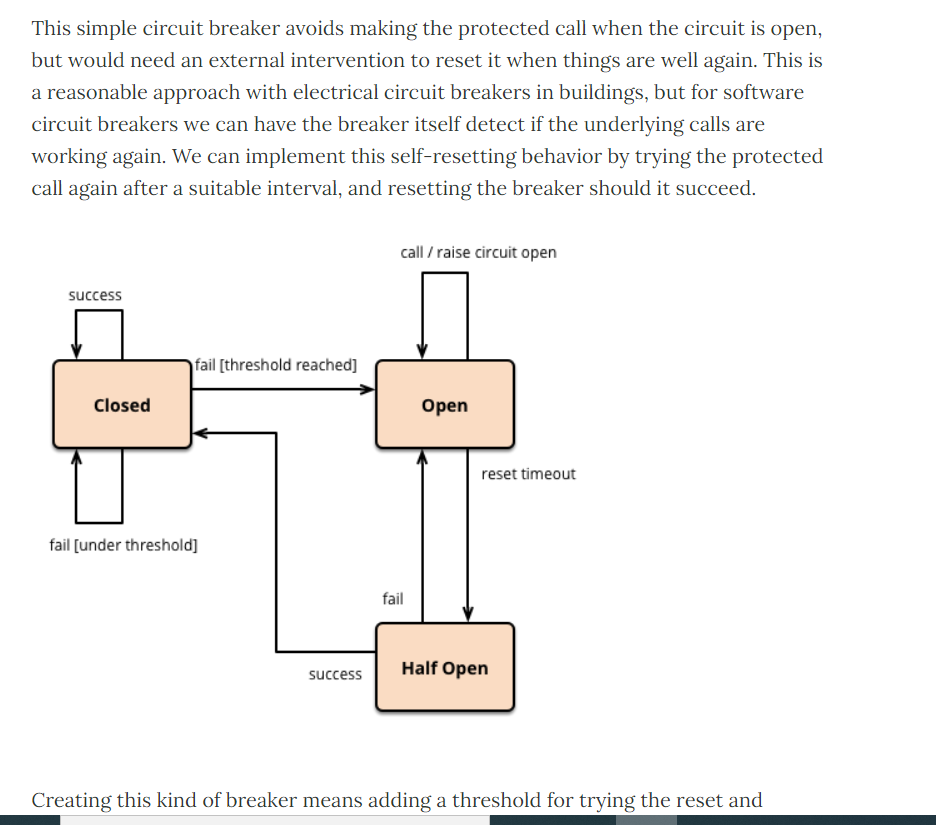 This simple circuit breaker avoids making the protected call when the circuit is open,
but would need an external intervention to reset it when things are well again. This is
a reasonable approach with electrical circuit breakers in buildings, but for software
circuit breakers we can have the breaker itself detect if the underlying calls are
working again. We can implement this self-resetting behavior by trying the protected
call again after a suitable interval, and resetting the breaker should it succeed.
call / raise circuit open
success
fail [threshold reached]
Closed
Open
reset timeout
fail [under threshold]
fail
Half Open
success
Creating this kind of breaker means adding a threshold for trying the reset and